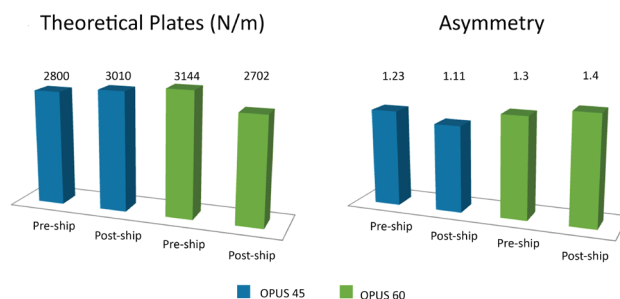 Theoretical Plates (N/m)
2800 3010 3144 2702
Pre-ship
Post-ship
Pre-ship
Post-ship
Asymmetry
1.23 1.11 1.3 1.4
Pre-ship
Post-ship
Pre-ship
Post-ship
OPUS 45 OPUS 60